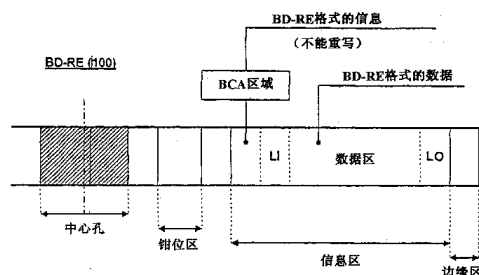 BD-RE格式的信息
（不能重写）
BD-RE (1100)
BCA区域
BD-RE格式的数据
LI
数据区
LO
中心孔
钳位区
信息区
边缘区